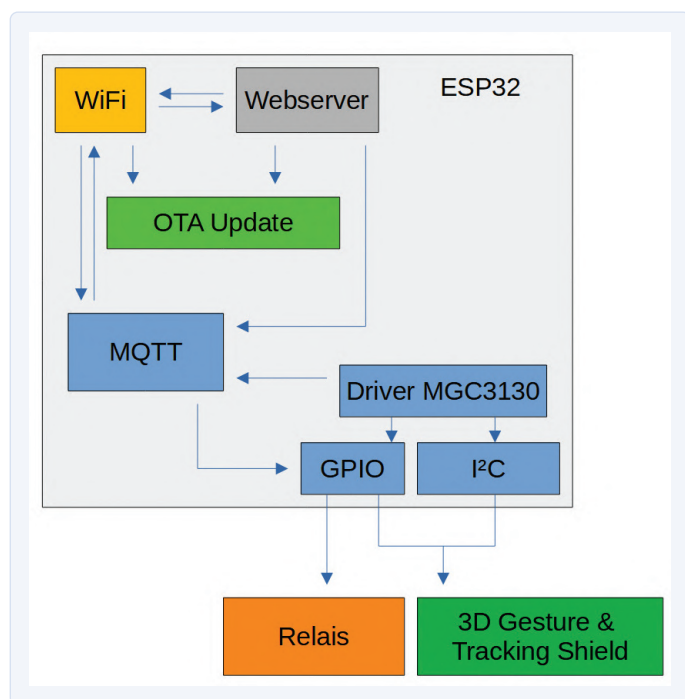 WiFi
Webserver
ESP32
OTA Update
MQTT
Driver MGC3130
GPIO
I²C
Relais
3D Gesture &
Tracking Shield